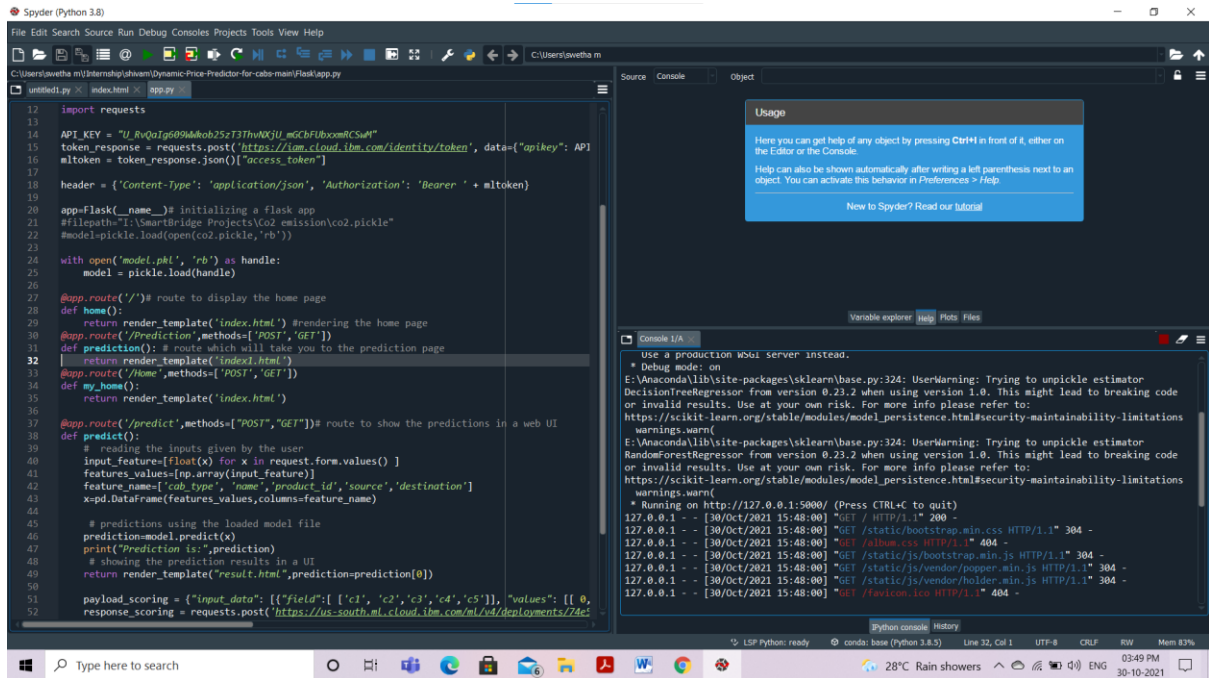 Spyder (Python 3.8)
File Edit Search Source Run Debug Consoles Projects Tools View Help
C:\Users\swetha m
C:\Users\swetha m\Internship\shivam\Dynamic-Price-Predictor-for-cabs-main\Flask\app.py
untitled1.py index.html app.py
12 import requests
13
14 API_KEY =
15 token_response = requests.post('https://iam.cloud.ibm.com/identity/token', data={"apikey": API
16 mltoken = token_response.json()["access_token"]
17
18 header = {'Content-Type': 'application/json', 'Authorization': 'Bearer ' + mltoken}
19
20 app=Flask(__name__)# initializing a flask app
21 #filepath="I:\SmartBridge Projects\Co2 emission\co2.pickle"
22 #model=pickle.load(open(co2.pickle,'rb'))
23
24 with open('model.pkl', 'rb') as handle:
25 model = pickle.load(handle)
26
27 @app.route('/')# route to display the home page
28 def home():
29 return render_template('index.html') #rendering the home page
30 @app.route('/Prediction',methods=['POST','GET'])
31 def prediction(): # route which will take you to the prediction page
32 return render_template('index1.html')
33 @app.route('/Home',methods=['POST','GET'])
34 def my_home():
35 return render_template('index.html')
36
37 @app.route('/predict',methods=["POST","GET"])# route to show the predictions in a web UI
38 def predict():
39 # reading the inputs given by the user
40 input_feature=[float(x) for x in request.form.values() ]
41 features_values=[np.array(input_feature)]
42 feature_name=['cab_type', 'name','product_id','source','destination']
43 x=pd.DataFrame(features_values,columns=feature_name)
44
45 # predictions using the loaded model file
46 prediction=model.predict(x)
47 print("Prediction is:",prediction)
48 # showing the prediction results in a UI
49 return render_template("result.html",prediction=prediction[0])
50
51 payload_scoring = {"input_data": [{"field":[ ['c1', 'c2','c3','c4','c5']], "values": [[ 0,
52 response_scoring = requests.post('https://us-south.ml.cloud.ibm.com/ml/v4/deployments/74e5
Source Console Object
Usage
Here you can get help of any object by pressing Ctrl+I in front of it, either on
the Editor or the Console.
Help can also be shown automatically after writing a left parenthesis next to an
object. You can activate this behavior in Preferences > Help.
New to Spyder? Read our tutorial
Variable explorer Help Plots Files
Console 1/A
Use a production WSGI server instead.
* Debug mode: on
E:\Anaconda\lib\site-packages\sklearn\base.py:324: UserWarning: Trying to unpickle estimator
DecisionTreeRegressor from version 0.23.2 when using version 1.0. This might lead to breaking code
or invalid results. Use at your own risk. For more info please refer to:
https://scikit-learn.org/stable/modules/model_persistence.html#security-maintainability-limitations
warnings.warn(
E:\Anaconda\lib\site-packages\sklearn\base.py:324: UserWarning: Trying to unpickle estimator
RandomForestRegressor from version 0.23.2 when using version 1.0. This might lead to breaking code
or invalid results. Use at your own risk. For more info please refer to:
https://scikit-learn.org/stable/modules/model_persistence.html#security-maintainability-limitations
warnings.warn(
* Running on http://127.0.0.1:5000/ (Press CTRL+C to quit)
127.0.0.1 - - [30/Oct/2021 15:48:00] "GET / HTTP/1.1" 200 -
127.0.0.1 - - [30/Oct/2021 15:48:00] "GET /static/bootstrap.min.css HTTP/1.1" 304 -
127.0.0.1 - - [30/Oct/2021 15:48:00] "GET /album.css HTTP/1.1" 404 -
127.0.0.1 - - [30/Oct/2021 15:48:00] "GET /static/js/bootstrap.min.js HTTP/1.1" 304 -
127.0.0.1 - - [30/Oct/2021 15:48:00] "GET /static/js/vendor/popper.min.js HTTP/1.1" 304 -
127.0.0.1 - - [30/Oct/2021 15:48:00] "GET /static/js/vendor/holder.min.js HTTP/1.1" 304 -
127.0.0.1 - - [30/Oct/2021 15:48:00] "GET /favicon.ico HTTP/1.1" 404 -
IPython console History
LSP Python: ready conda: base (Python 3.8.5) Line 32, Col 1 UTF-8 CRLF RW Mem 83%
Type here to search
6
28°C Rain showers ENG
03:49 PM
30-10-2021